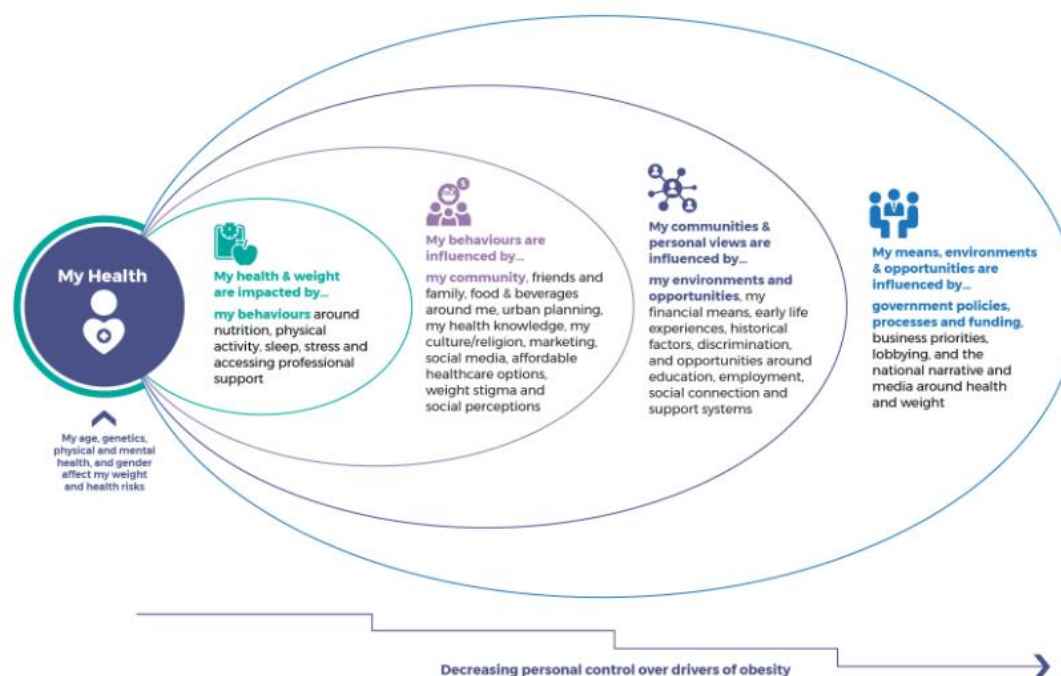 My Health
My age, genetics,
physical and mental
health, and gender
affect my weight
and health risks
My health & weight
are impacted by...
my behaviours around
nutrition, physical
activity, sleep, stress and
accessing professional
support
$
My behaviours are
influenced by...
my community, friends and
family, food & beverages
around me, urban planning,
my health knowledge, my
culture/religion, marketing,
social media, affordable
healthcare options,
weight stigma and
social perceptions
My communities &
personal views are
influenced by...
my environments and
opportunities, my
financial means, early life
experiences, historical
factors, discrimination,
and opportunities around
education, employment,
social connection and
support systems
My means, environments
& opportunities are
influenced by...
government policies,
processes and funding,
business priorities,
lobbying, and the
national narrative and
media around health
and weight
Decreasing personal control over drivers of obesity